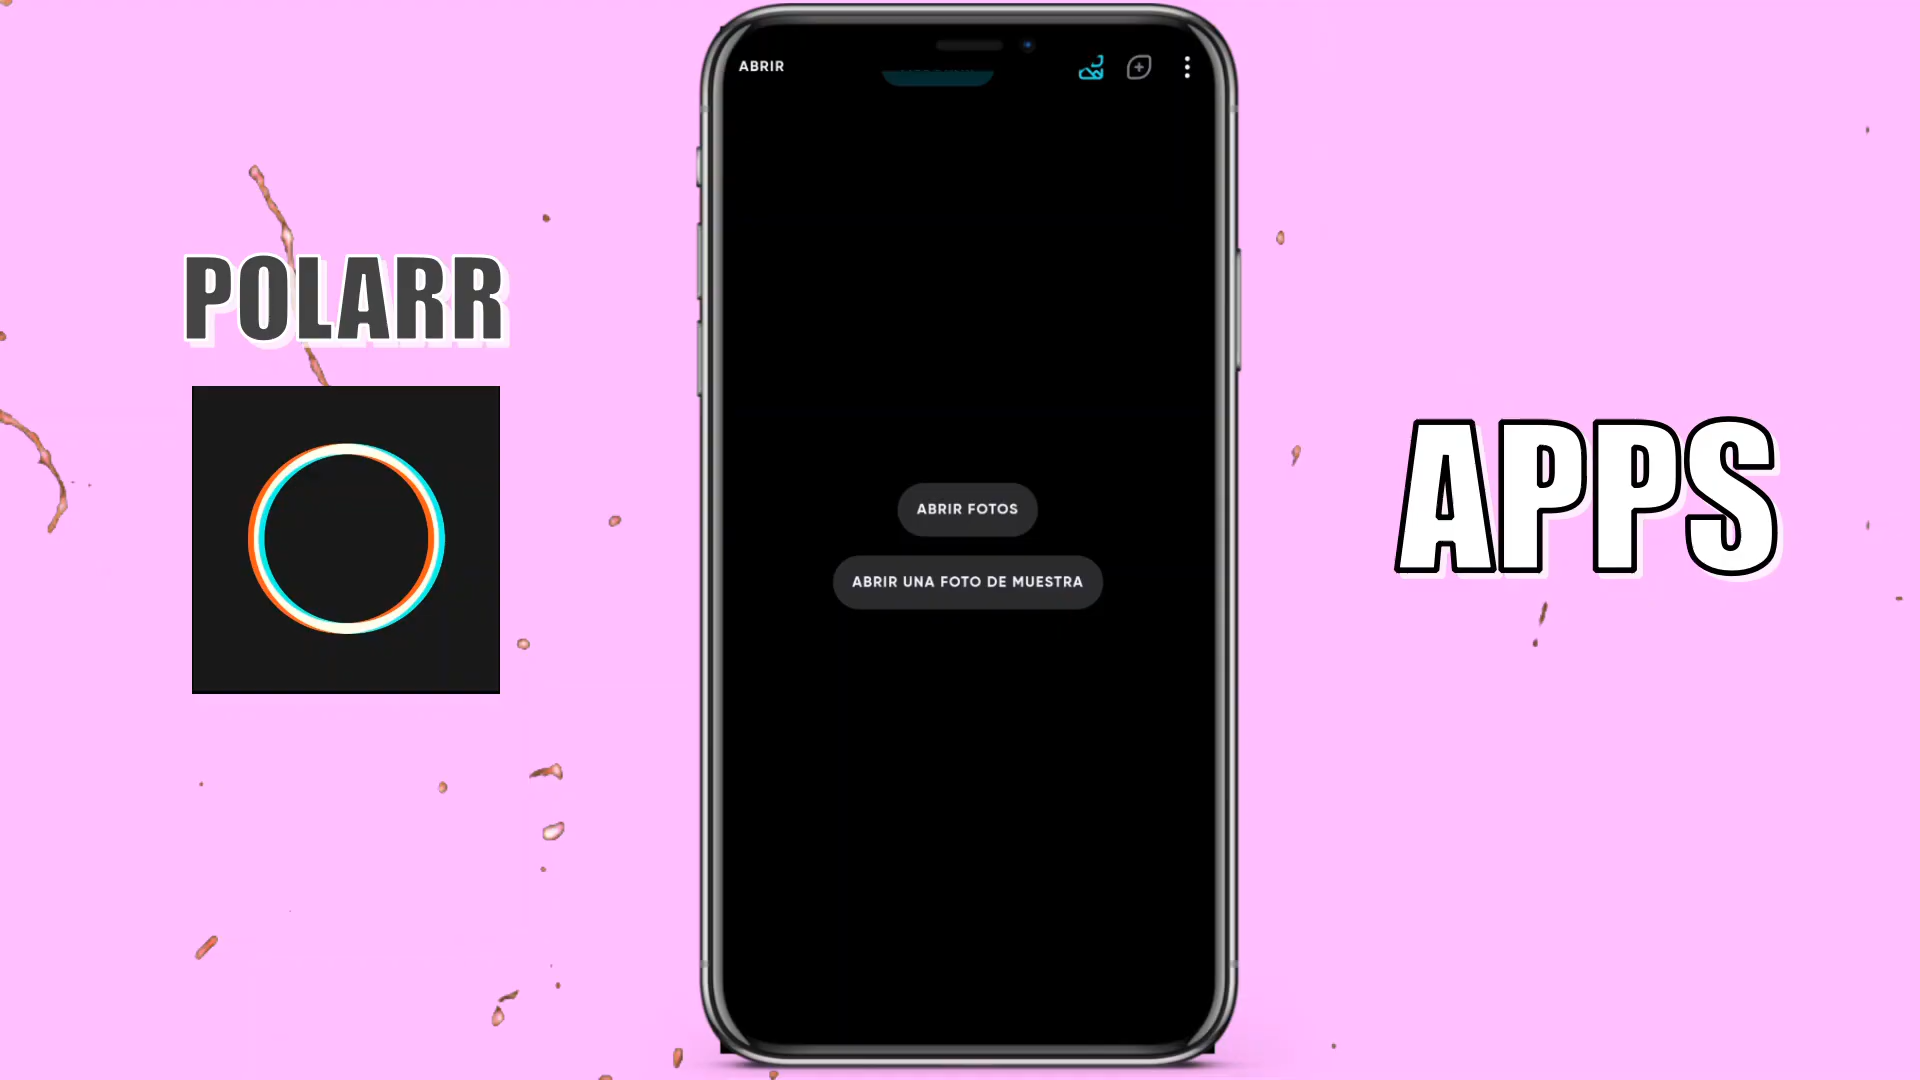 ABRIR
POLARR
APPS
ABRIR FOTOS
ABRIR UNA FOTO DE MUESTRA